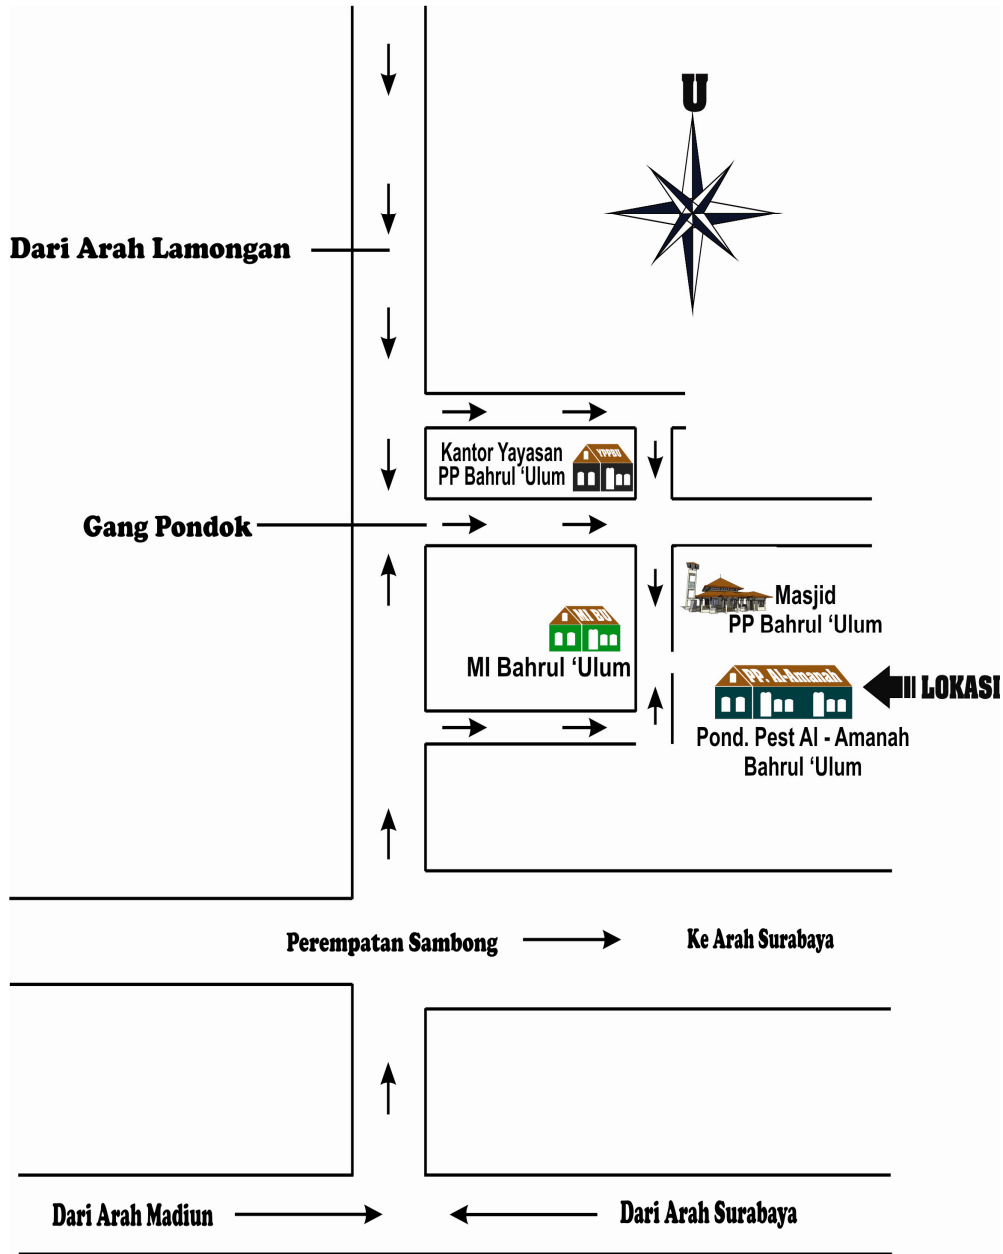 U
Dari Arah Lamongan
Kantor Yayasan
PP Bahrul ‘Ulum
YPPBU
Gang Pondok
Masjid
PP Bahrul ‘Ulum
MI BU
MI Bahrul ‘Ulum
PP. Al-Amanah
LOKASI
Pond. Pest Al - Amanah
Bahrul ‘Ulum
Perempatan Sambong
Ke Arah Surabaya
Dari Arah Madiun
Dari Arah Surabaya